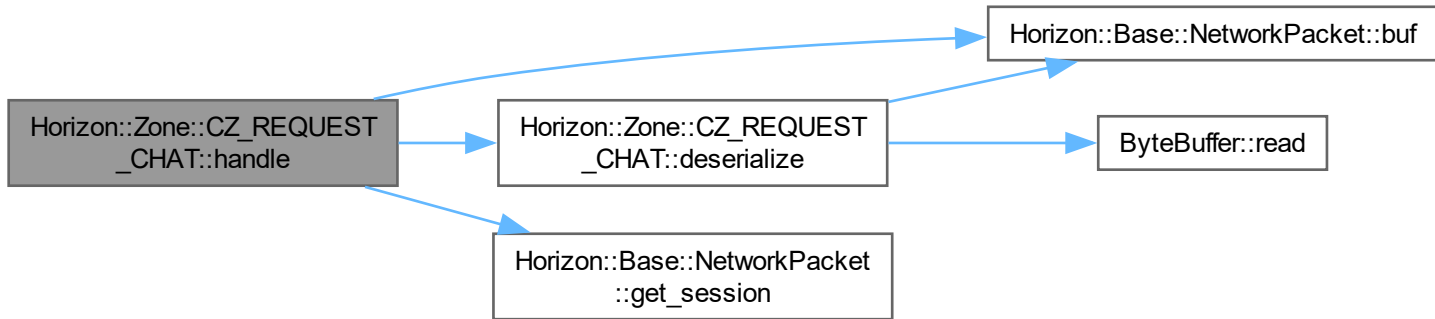 Horizon::Zone::CZ_REQUEST
_CHAT::handle
Horizon::Zone::CZ_REQUEST
_CHAT::deserialize
Horizon::Base::NetworkPacket
::get_session
Horizon::Base::NetworkPacket::buf
ByteBuffer::read